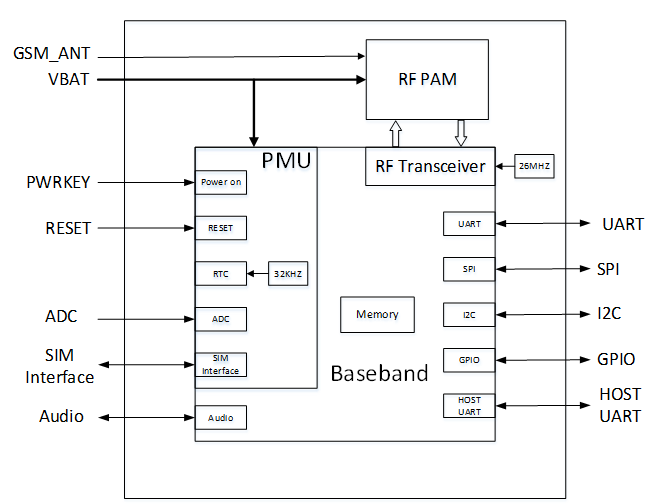 GSM_ANT
VBAT
RF PAM
PMU
RF Transceiver
26MHZ
PWRKEY
Power on
RESET
RESET
UART
UART
RTC
32KHZ
SPI
SPI
ADC
ADC
Memory
I2C
I2C
SIM
Interface
SIM
Interface
Baseband
GPIO
GPIO
Audio
Audio
HOST
UART
HOST
UART